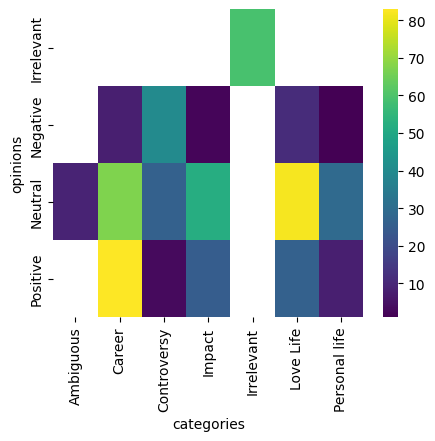 Irrelevant
Negative
Neutral
Positive
opinions
Ambiguous
Career
Controversy
Impact
Irrelevant
Love Life
Personal life
categories
80
70
60
50
40
30
20
10